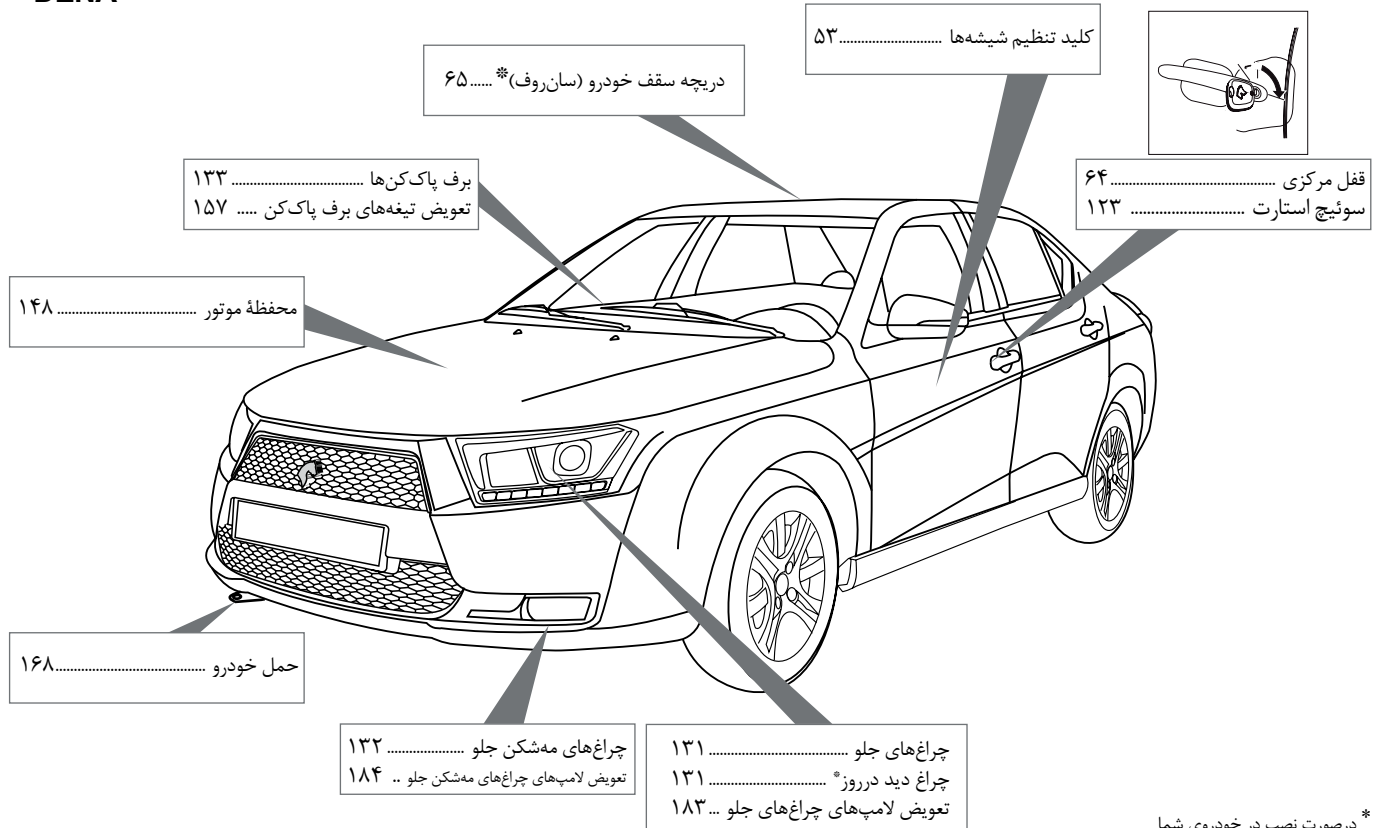 کلید تنظیم شیشه‌ها ........................... ۵۳
دریچه سقف خودرو (سان‌روف)* ...... ۶۵
قفل مرکزی ........................................... ۶۴
سوئیچ استارت ............................. ۱۲۳
برف پاک‌کن‌ها .................................. ۱۳۳
تعویض تیغه‌های برف پاک‌کن ..... ۱۵۷
محفظهٔ موتور .................................... ۱۴۸
حمل خودرو ....................................... ۱۶۸
چراغ‌های مه‌شکن جلو .................... ۱۳۲
تعویض لامپ‌های چراغ‌های مه‌شکن جلو .. ۱۸۴
چراغ‌های جلو .................................... ۱۳۱
چراغ دید درروز* .............................. ۱۳۱
تعویض لامپ‌های چراغ‌های جلو ... ۱۸۳
* درصورت نصب در خودروی شما